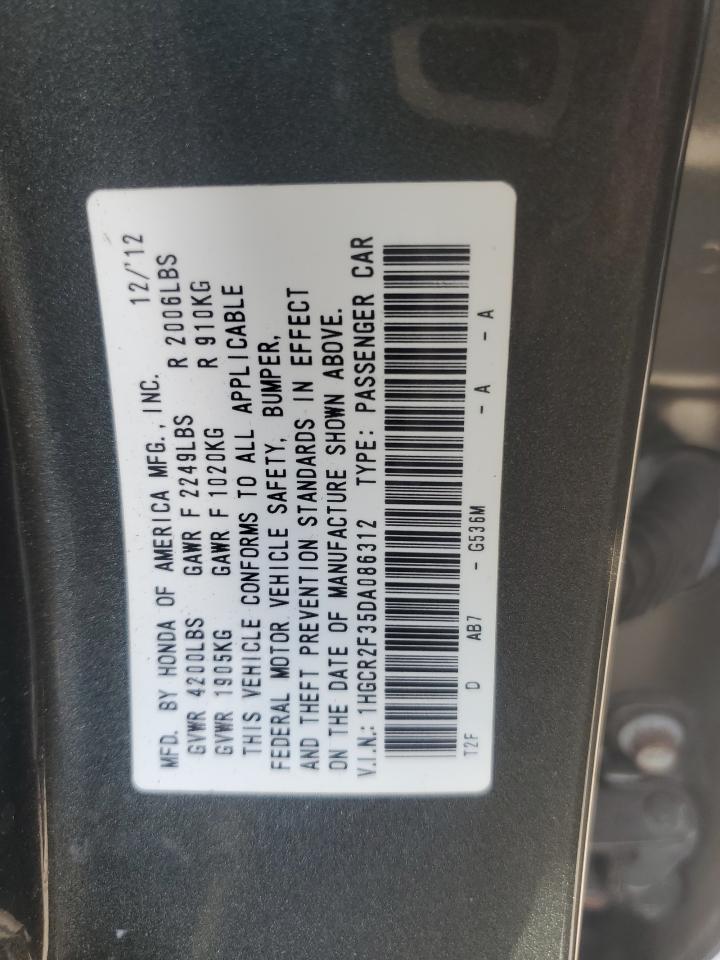 MFD. BY HONDA OF AMERICA MFG., INC. 12/'12
GVWR 4200LBS GAWR F 2249LBS R 2006LBS
GVWR 1905KG GAWR F 1020KG R 910KG
THIS VEHICLE CONFORMS TO ALL APPLICABLE
FEDERAL MOTOR VEHICLE SAFETY, BUMPER,
AND THEFT PREVENTION STANDARDS IN EFFECT
ON THE DATE OF MANUFACTURE SHOWN ABOVE.
V.I.N.: 1HGCR2F35DA086312 TYPE: PASSENGER CAR
T2F D AB7 - G536M - A - A